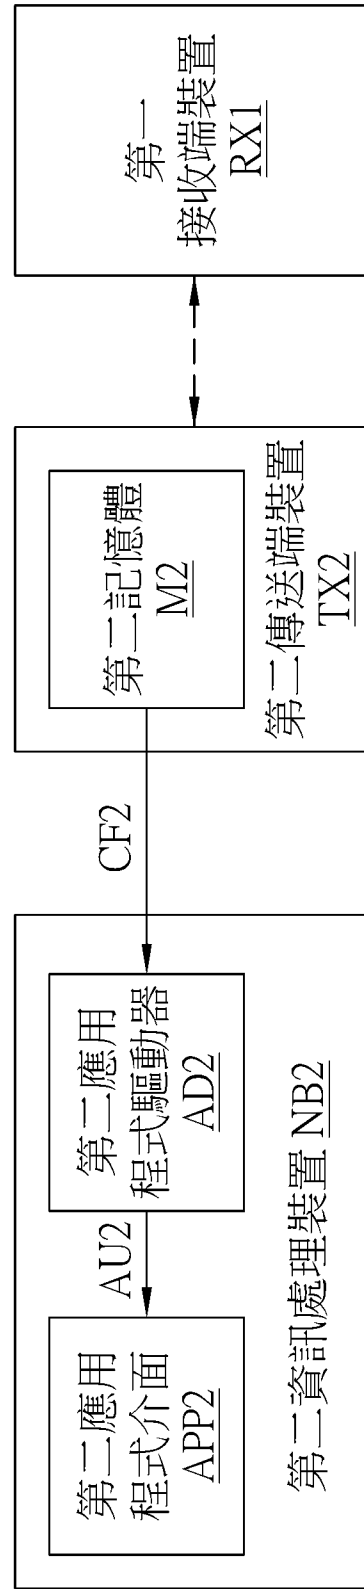 第二應用
程式介面
APP2
AU2
第二應用
程式驅動器
AD2
第二資訊處理裝置 NB2
CF2
第二記憶體
M2
第二傳送端裝置
TX2
第一
接收端裝置
RX1